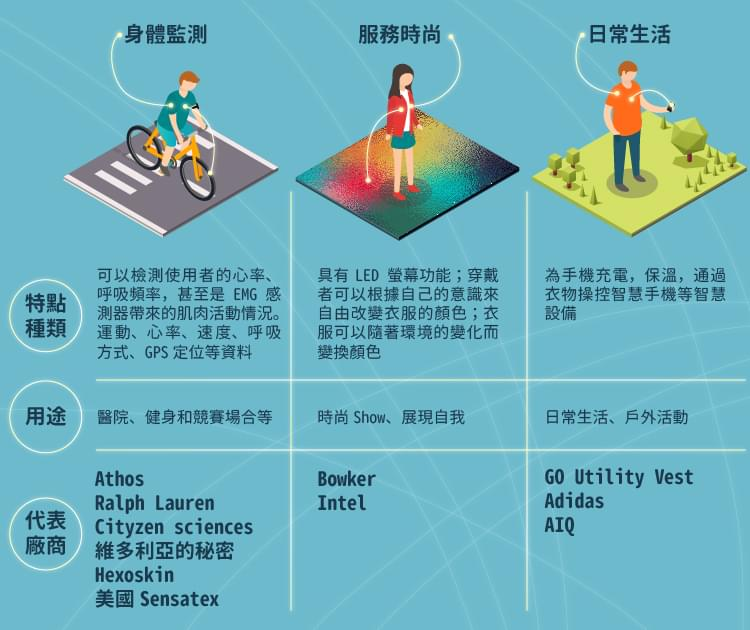 身體監測
服務時尚
日常生活
特點
種類
可以檢測使用者的心率、
呼吸頻率，甚至是 EMG 感
測器帶來的肌肉活動情況。
運動、心率、速度、呼吸
方式、GPS 定位等資料
具有 LED 螢幕功能；穿戴
者可以根據自己的意識來
自由改變衣服的顏色；衣
服可以隨著環境的變化而
變換顏色
為手機充電，保溫，通過
衣物操控智慧手機等智慧
設備
用途
醫院、健身和競賽場合等
時尚 Show、展現自我
日常生活、戶外活動
代表
廠商
Athos
Ralph Lauren
Cityzen sciences
維多利亞的秘密
Hexoskin
美國 Sensatex
Bowker
Intel
GO Utility Vest
Adidas
AIQ